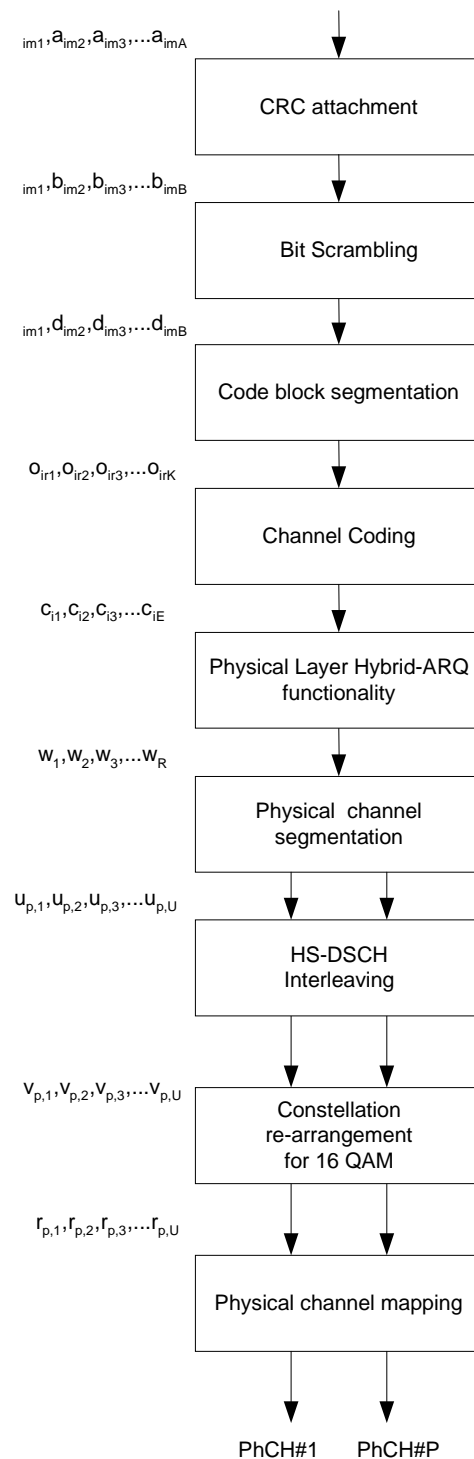 im1,aim2,aim3,...aimA
CRC attachment
im1,bim2,bim3,...bimB
Bit Scrambling
im1,dim2,dim3,...dimB
Code block segmentation
oir1,oir2,oir3,...oirK
Channel Coding
ci1,ci2,ci3,...ciE
Physical Layer Hybrid-ARQ
functionality
w1,w2,w3,...wR
Physical channel
segmentation
up,1,up,2,up,3,...up,U
HS-DSCH
Interleaving
vp,1,vp,2,vp,3,...vp,U
Constellation
re-arrangement
for 16 QAM
rp,1,rp,2,rp,3,...rp,U
Physical channel mapping
PhCH#1 PhCH#P